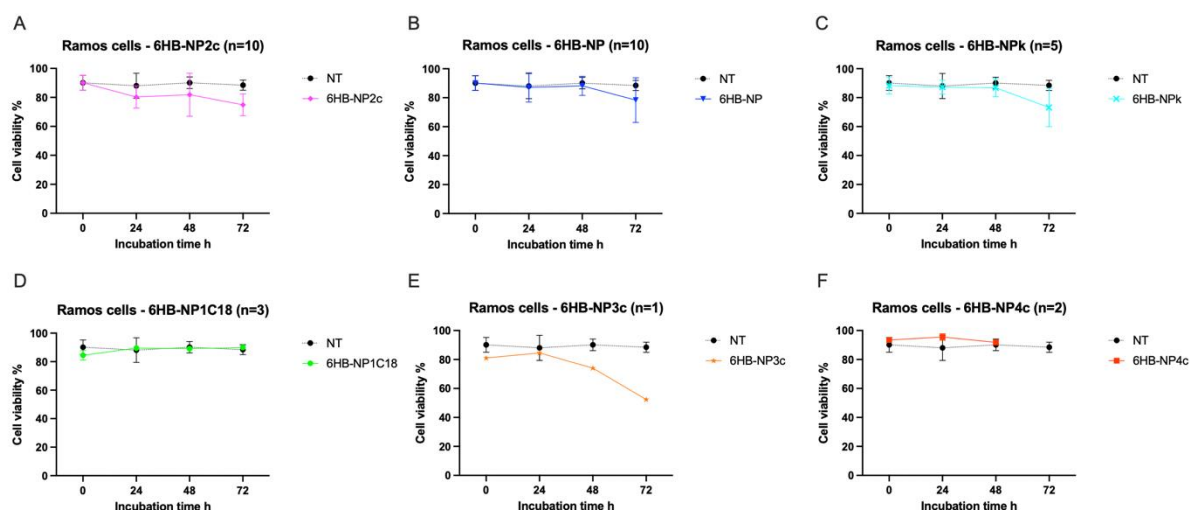 A
Ramos cells - 6HB-NP2c (n=10)
Cell viability %
100
80
60
40
20
0
0 24 48 72
Incubation time h
NT
6HB-NP2c
B
Ramos cells - 6HB-NP (n=10)
Cell viability %
100
80
60
40
20
0
0 24 48 72
Incubation time h
NT
6HB-NP
C
Ramos cells - 6HB-NPk (n=5)
Cell viability %
100
80
60
40
20
0
0 24 48 72
Incubation time h
NT
6HB-NPk
D
Ramos cells - 6HB-NP1C18 (n=3)
Cell viability %
100
80
60
40
20
0
0 24 48 72
Incubation time h
NT
6HB-NP1C18
E
Ramos cells - 6HB-NP3c (n=1)
Cell viability %
100
80
60
40
20
0
0 24 48 72
Incubation time h
NT
6HB-NP3c
F
Ramos cells - 6HB-NP4c (n=2)
Cell viability %
100
80
60
40
20
0
0 24 48 72
Incubation time h
NT
6HB-NP4c